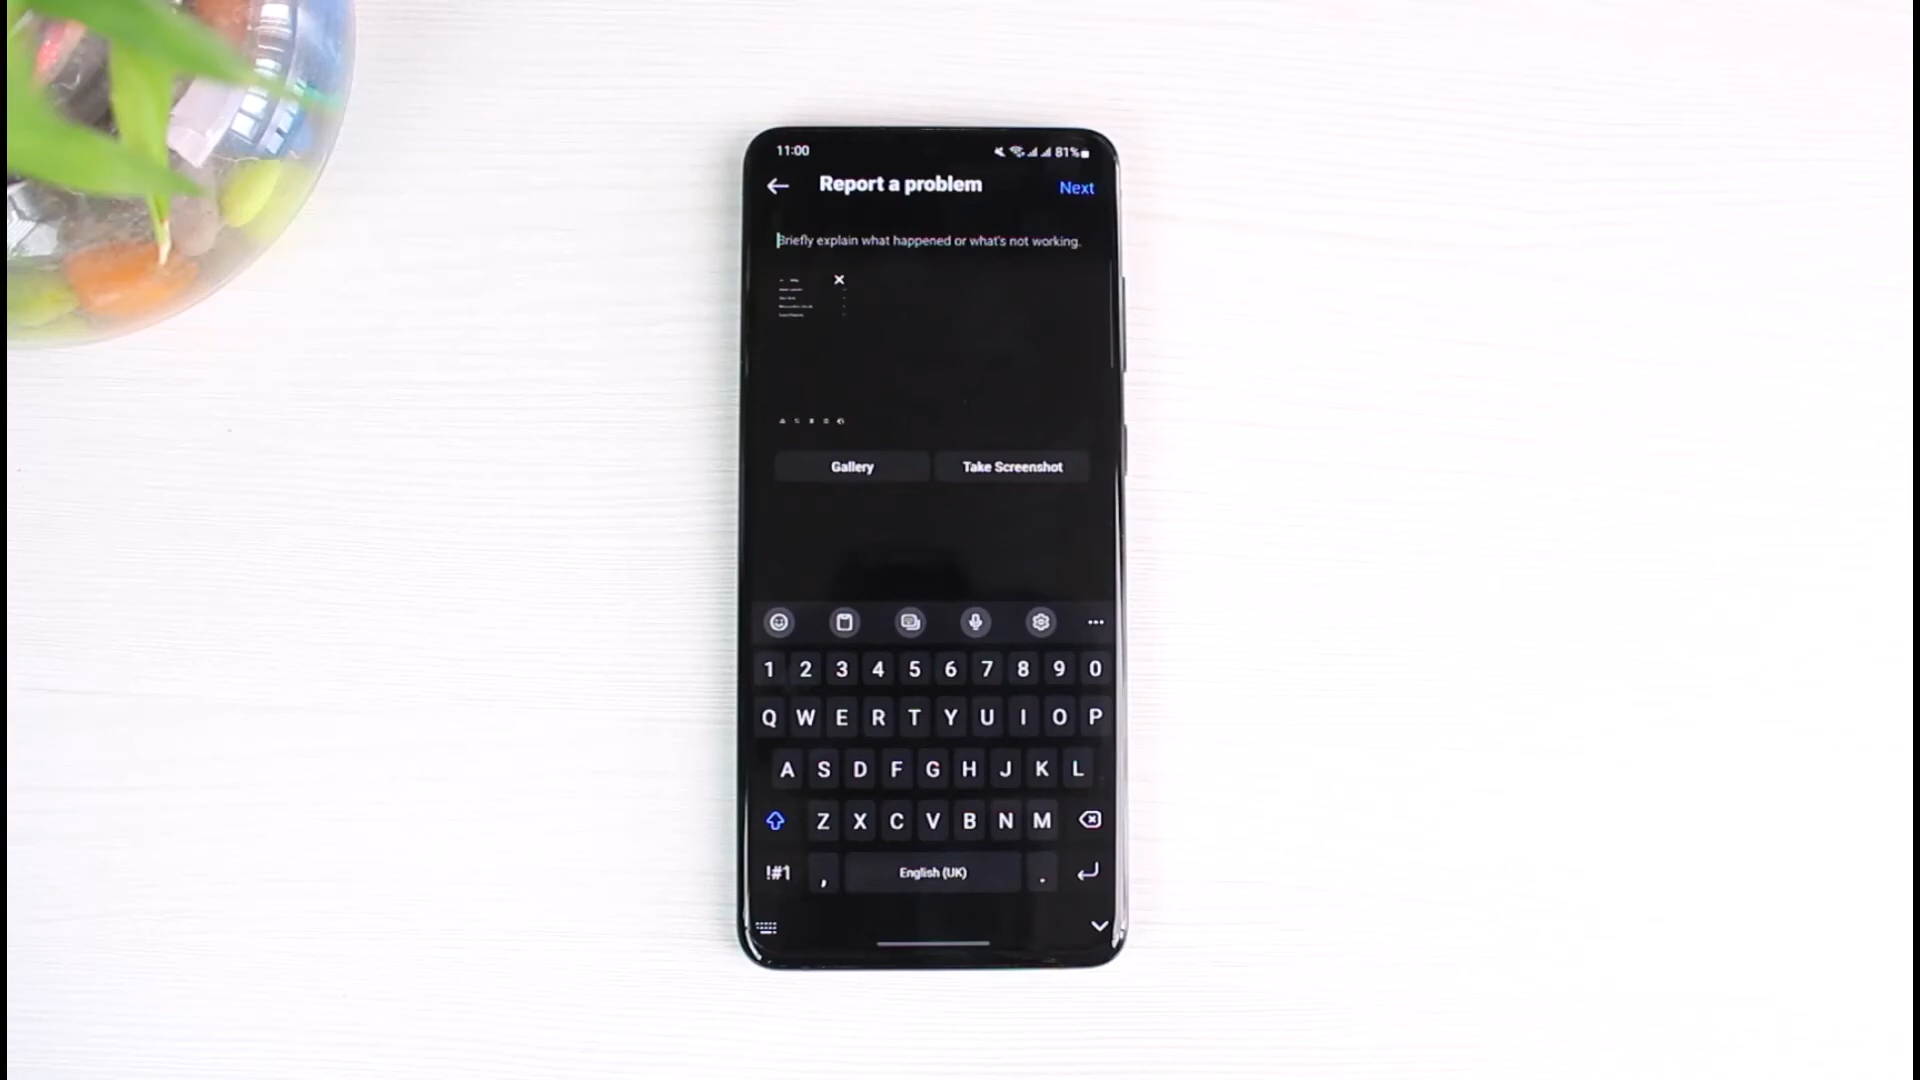 11:00 81%
Report a problem Next
Briefly explain what happened or what's not working.
Gallery Take Screenshot
1 2 3 4 5 6 7 8 9 0
Q W E R T Y U I O P
A S D F G H J K L
Z X C V B N M
!#1 , English (UK) .